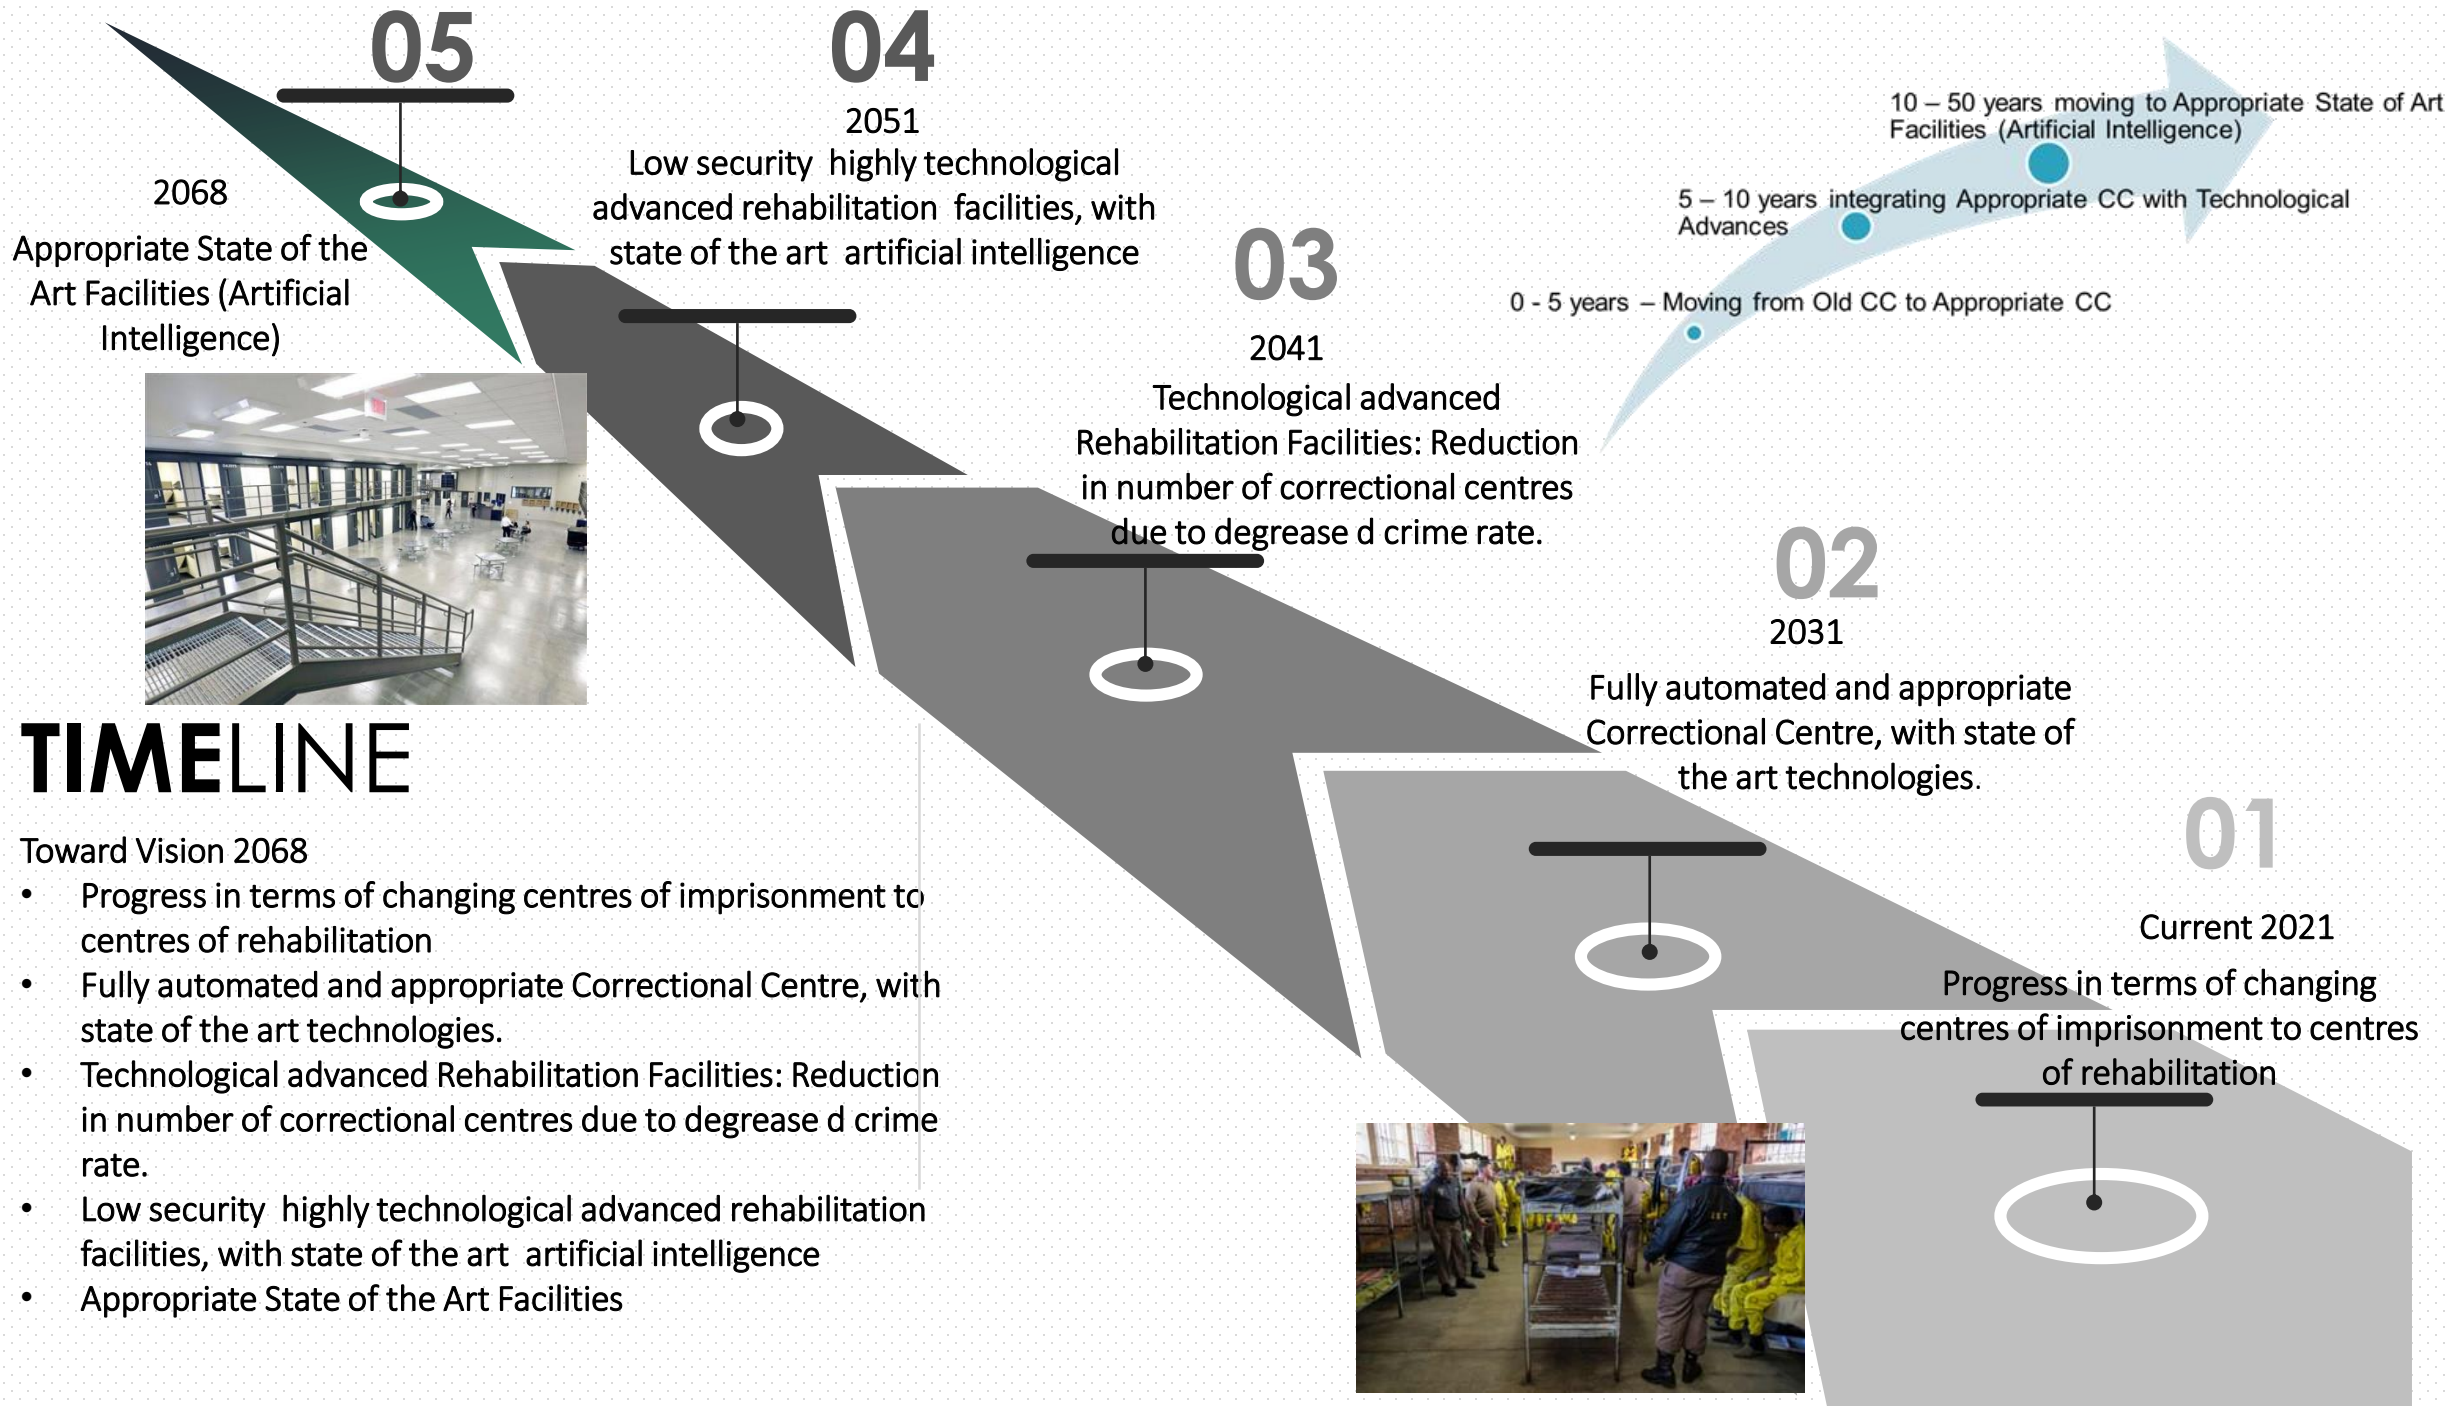 05
2068
Appropriate State of the
Art Facilities (Artificial
Intelligence)
04
2051
Low security  highly technological
advanced rehabilitation  facilities, with
state of the art  artificial intelligence
03
2041
Technological advanced
Rehabilitation Facilities: Reduction
in number of correctional centres
due to degrease d crime rate.
02
2031
Fully automated and appropriate
Correctional Centre, with state of
the art technologies.
01
Current 2021
Progress in terms of changing
centres of imprisonment to centres
of rehabilitation
10 – 50 years moving to Appropriate State of Art
Facilities (Artificial Intelligence)
5 – 10 years integrating Appropriate CC with Technological
Advances
0 - 5 years – Moving from Old CC to Appropriate CC
TIMELINE
Toward Vision 2068
• Progress in terms of changing centres of imprisonment to
centres of rehabilitation
• Fully automated and appropriate Correctional Centre, with
state of the art technologies.
• Technological advanced Rehabilitation Facilities: Reduction
in number of correctional centres due to degrease d crime
rate.
• Low security  highly technological advanced rehabilitation
facilities, with state of the art  artificial intelligence
• Appropriate State of the Art Facilities